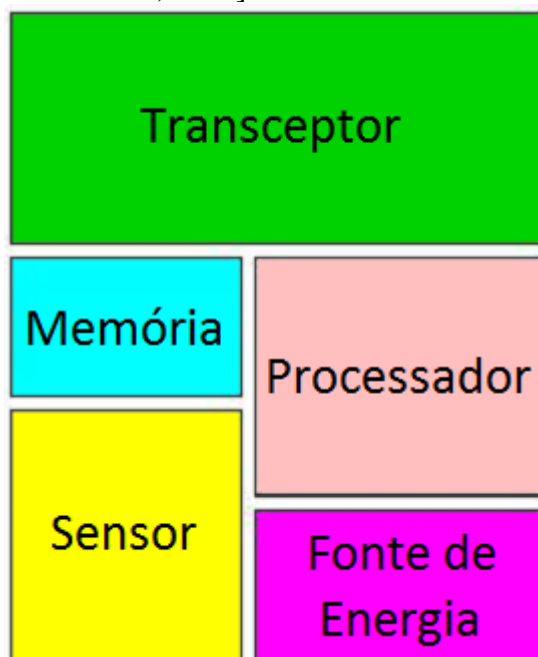 Transceptor
Memória
Processador
Sensor
Fonte de
Energia